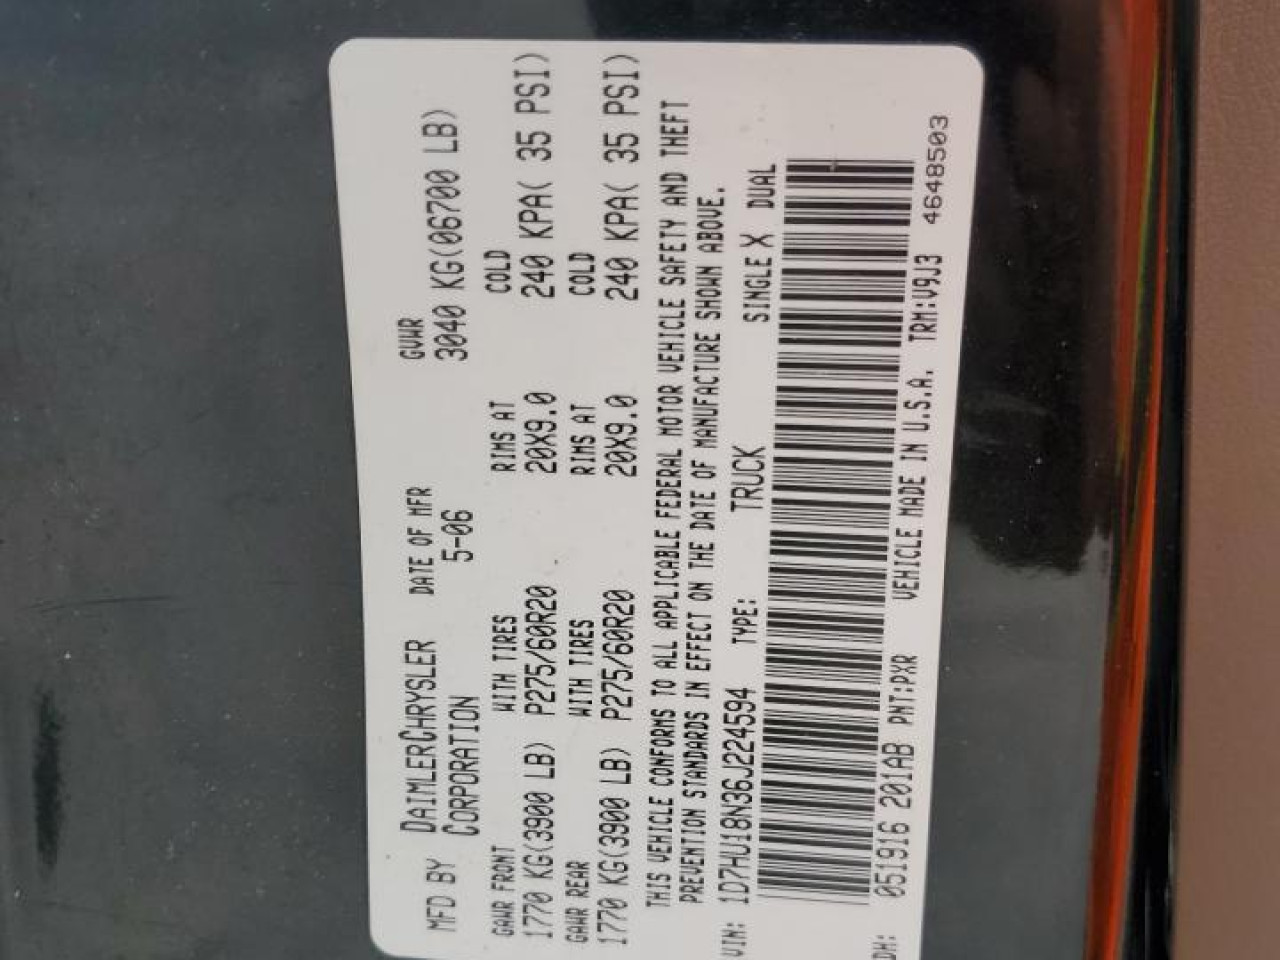 MFD BY DAIMLERCHRYSLER CORPORATION DATE OF MFR 5-06 GVWR 3040 KG(06700 LB)
GAWR FRONT WITH TIRES RIMS AT COLD
1770 KG(3900 LB) P275/60R20 20X9.0 240 KPA( 35 PSI)
GAWR REAR WITH TIRES RIMS AT COLD
1770 KG(3900 LB) P275/60R20 20X9.0 240 KPA( 35 PSI)
THIS VEHICLE CONFORMS TO ALL APPLICABLE FEDERAL MOTOR VEHICLE SAFETY AND THEFT
PREVENTION STANDARDS IN EFFECT ON THE DATE OF MANUFACTURE SHOWN ABOVE.
VIN: 1D7HU18N36J224594 TYPE: TRUCK SINGLE X DUAL
MDH: 051916 201AB PNT:PXR VEHICLE MADE IN U.S.A. TRM:V9J3 4648503